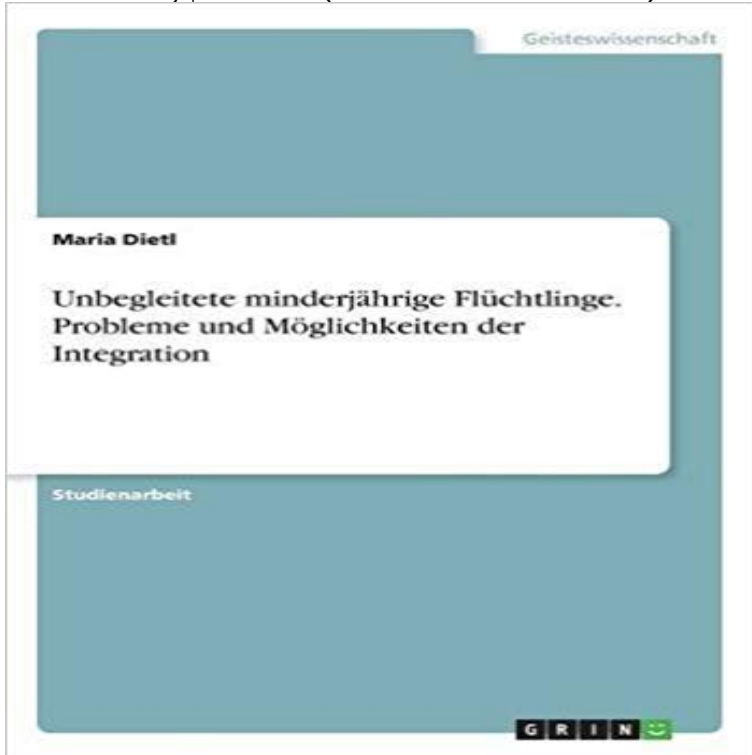 Geisteswissenschaft
Maria Dietl
Unbegleitete minderjährige Flüchtlinge.
Probleme und Möglichkeiten der
Integration
Studienarbeit
GRIN